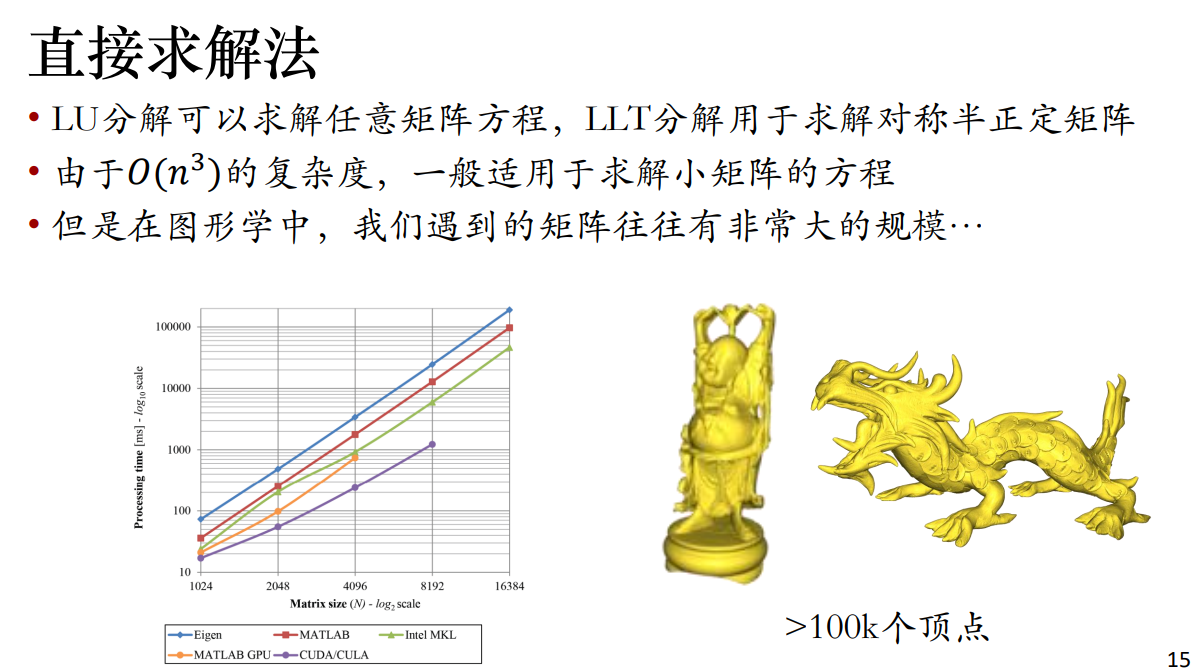 直接求解法
• LU分解可以求解任意矩阵方程，LLT分解用于求解对称半正定矩阵
• 由于O(n³)的复杂度，一般适用于求解小矩阵的方程
• 但是在图形学中，我们遇到的矩阵往往有非常大的规模…
Processing time [ms] - log₁₀ scale
100000
10000
1000
100
10
1024 2048 4096 8192 16384
Matrix size (N) - log₂ scale
Eigen MATLAB Intel MKL
MATLAB GPU CUDA/CULA
>100k个顶点
15